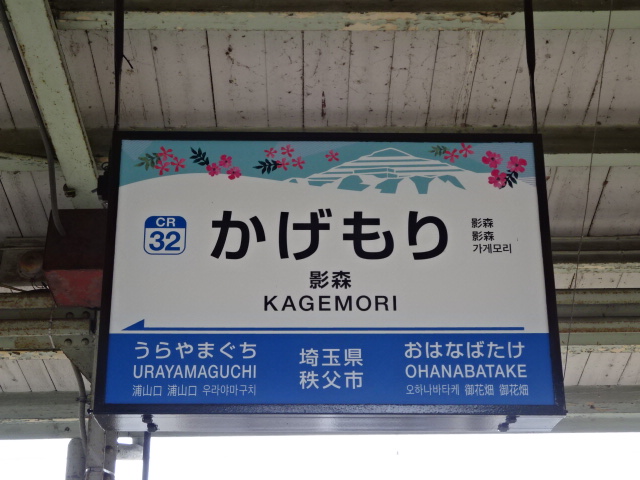 CR
32
かげもり
影森
影森
가게모리
影森
KAGEMORI
うらやまぐち
URAYAMAGUCHI
浦山口 浦山口 우라야마구치
埼玉県
秩父市
おはなばたけ
OHANABATAKE
오하나바타케 御花畑 御花畑